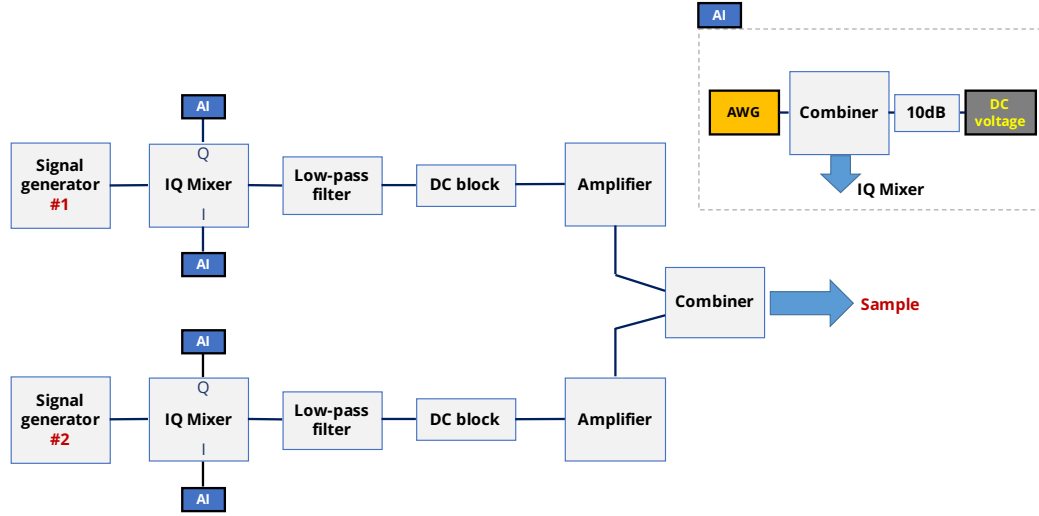 AI
AWG
Combiner
10dB
DC
voltage
IQ Mixer
AI
Signal
generator
#1
Q
IQ Mixer
I
AI
Low-pass
filter
DC block
Amplifier
Combiner
Sample
AI
Signal
generator
#2
Q
IQ Mixer
I
AI
Low-pass
filter
DC block
Amplifier